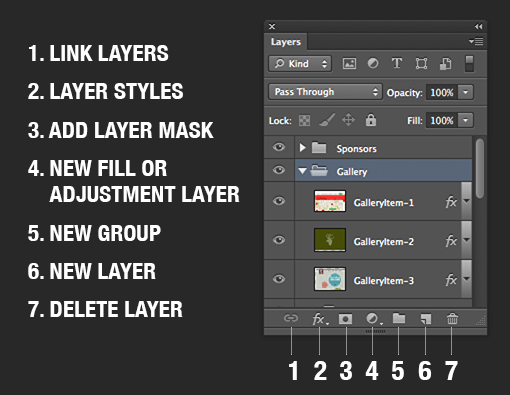 1. LINK LAYERS
2. LAYER STYLES
3. ADD LAYER MASK
4. NEW FILL OR
ADJUSTMENT LAYER
5. NEW GROUP
6. NEW LAYER
7. DELETE LAYER
Layers
Kind
Pass Through Opacity: 100%
Lock: Fill: 100%
Sponsors
Gallery
GalleryItem-1 fx
GalleryItem-2 fx
GalleryItem-3 fx
fx
1 2 3 4 5 6 7